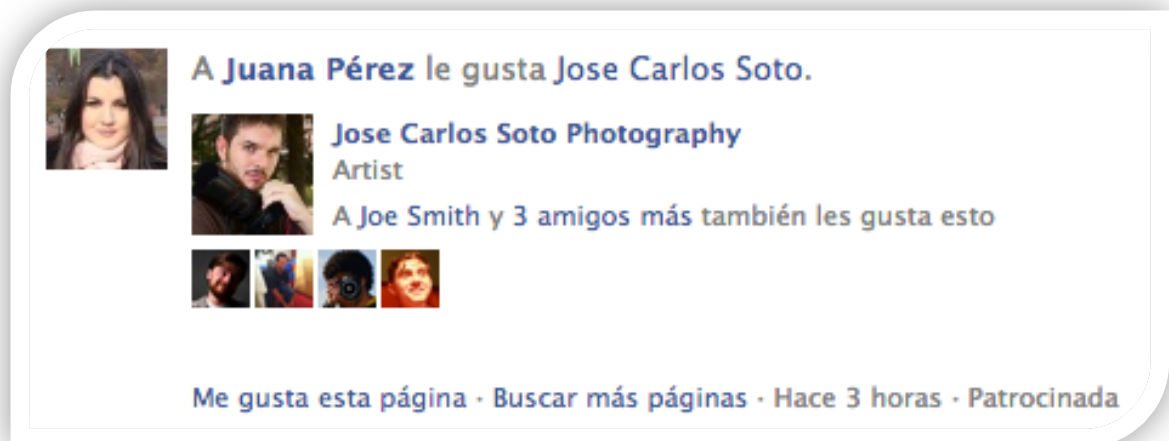 A Juana Pérez le gusta Jose Carlos Soto.
Jose Carlos Soto Photography
Artist
A Joe Smith y 3 amigos más también les gusta esto
Me gusta esta página · Buscar más páginas · Hace 3 horas · Patrocinada